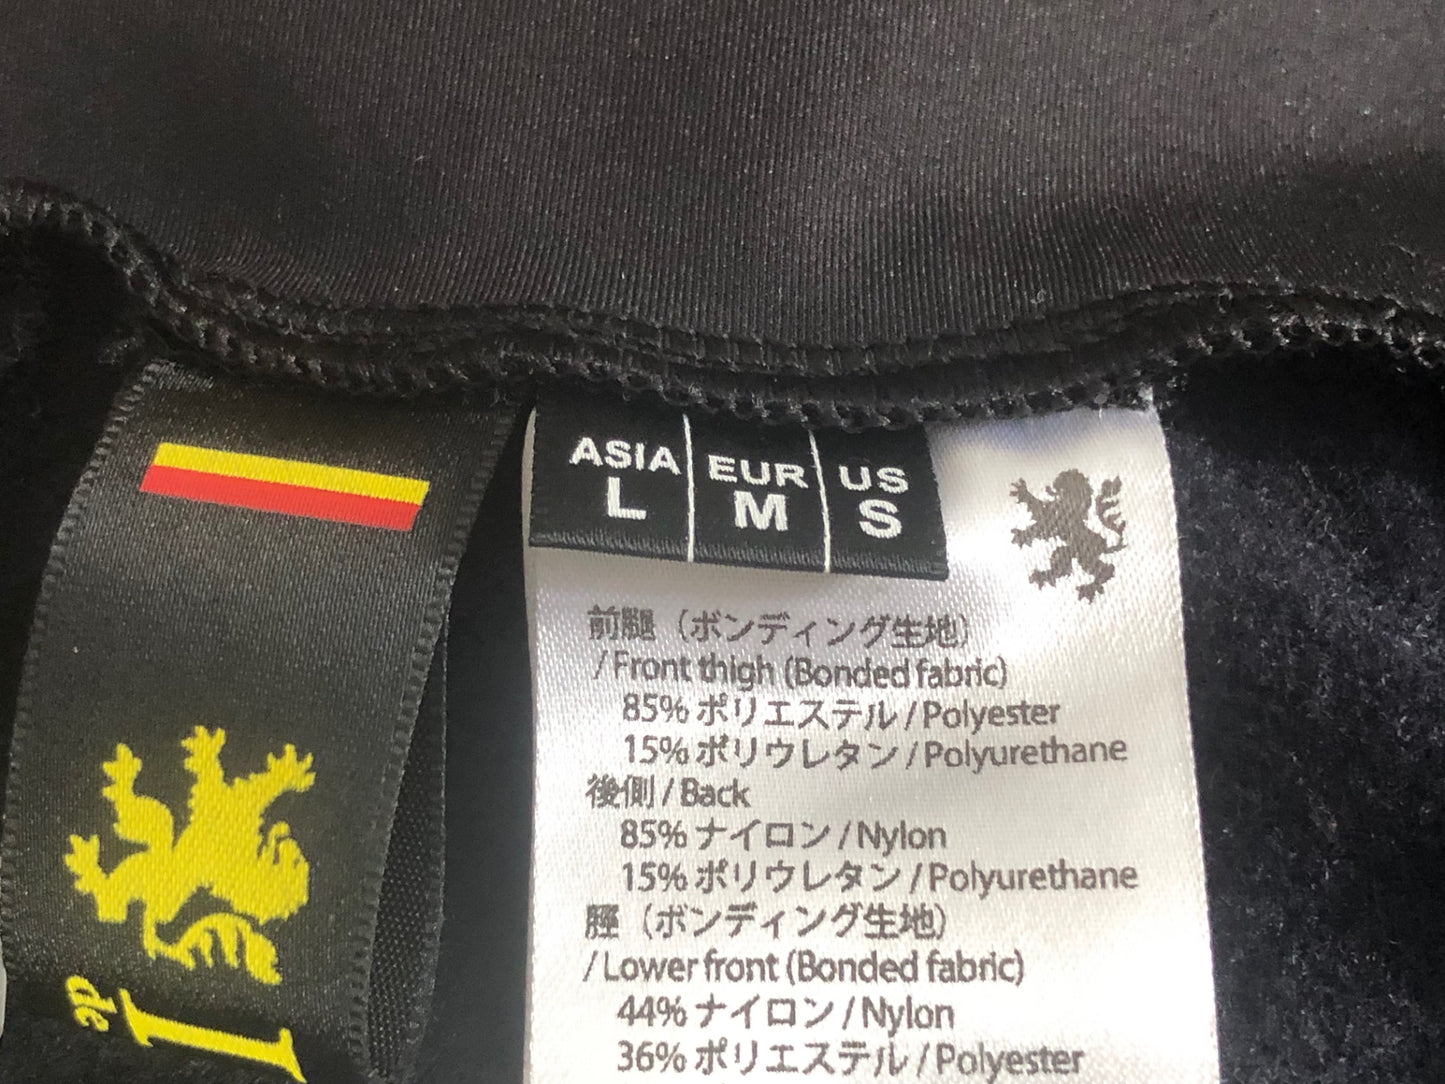 ASIA EUR US
L M S
前腿（ボンディング生地）
/Front thigh (Bonded fabric)
85% ポリエステル / Polyester
15% ポリウレタン / Polyurethane
後側 / Back
85% ナイロン / Nylon
15% ポリウレタン / Polyurethane
脛（ボンディング生地）
/ Lower front (Bonded fabric)
44% ナイロン / Nylon
36% ポリエステル / Polyester
de